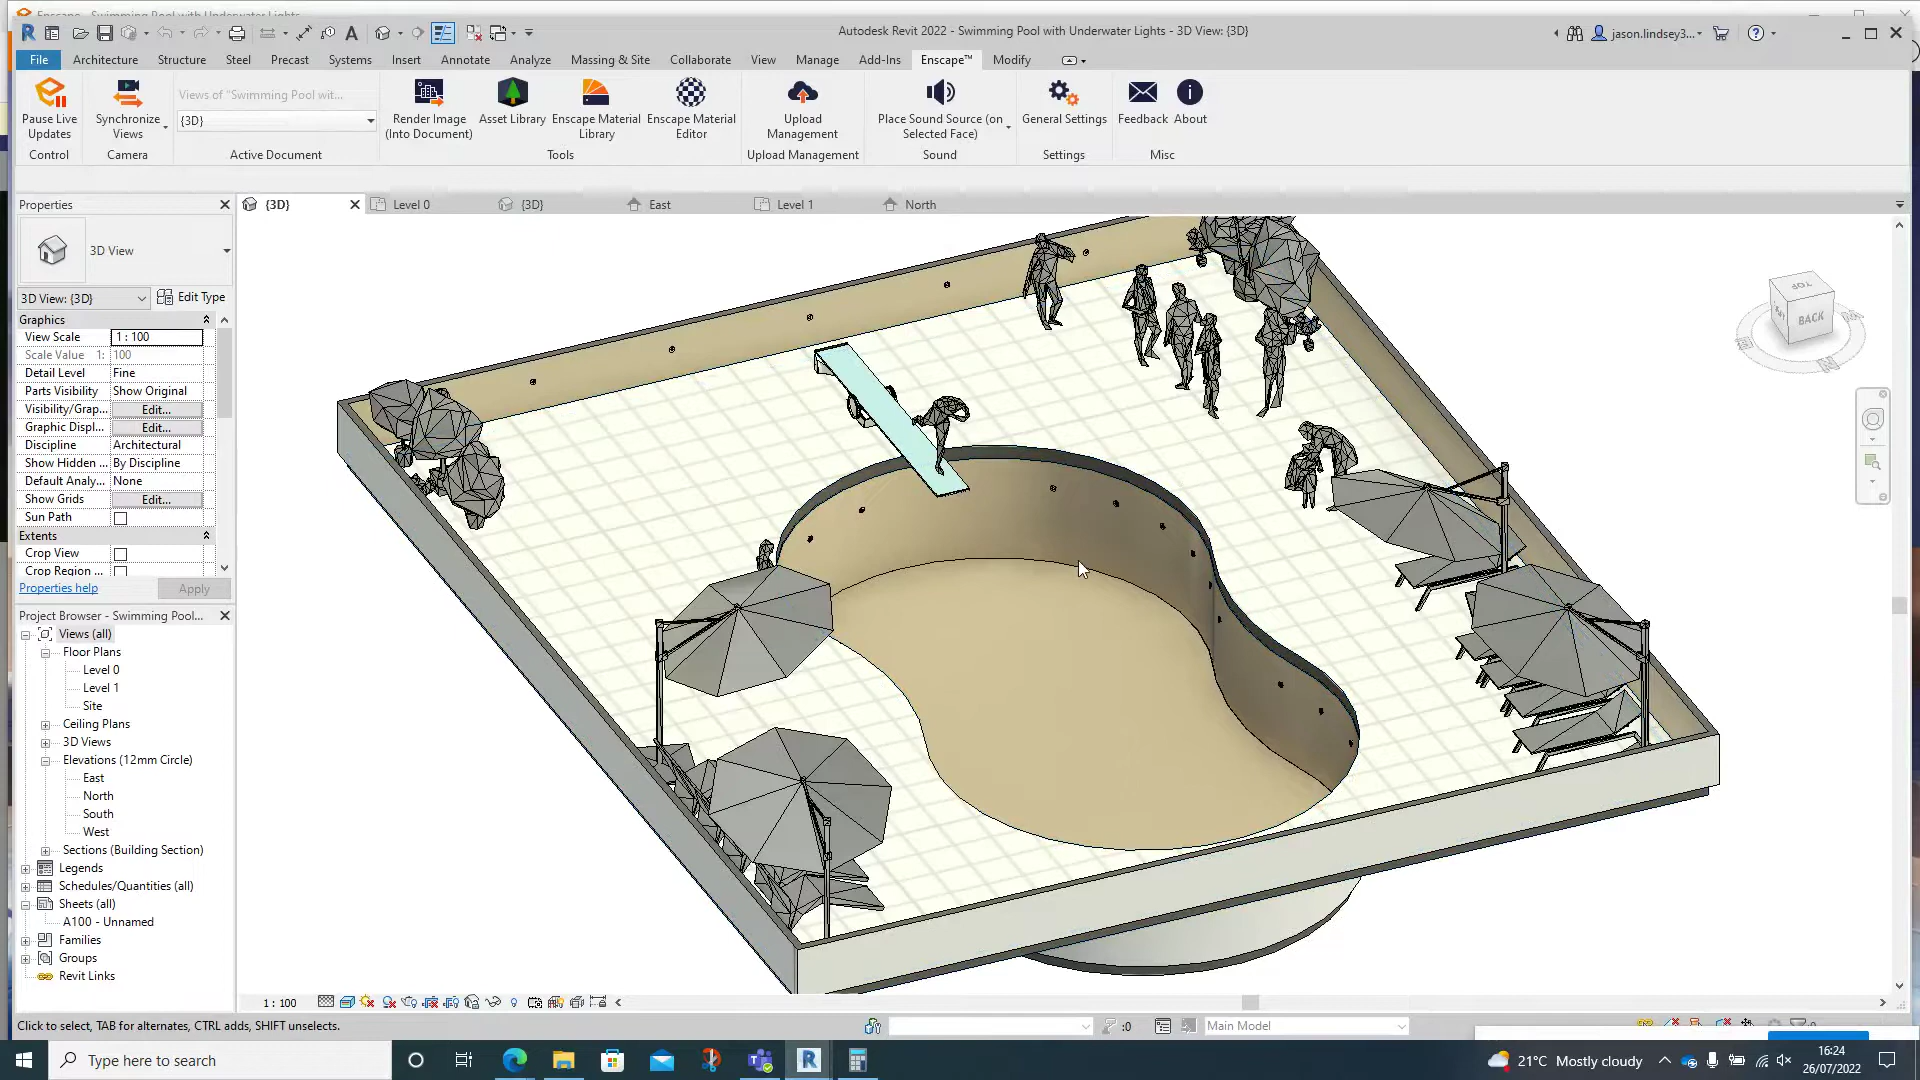 Autodesk Revit 2022 - Swimming Pool with Underwater Lights - 3D View: {3D}
jason.lindsey3...
File
Architecture
Structure
Steel
Precast
Systems
Insert
Annotate
Analyze
Massing & Site
Collaborate
View
Manage
Add-Ins
Enscape™
Modify
Pause Live
Updates
Synchronize
Views
Views of "Swimming Pool wit...
{3D}
Render Image
(Into Document)
Asset Library
Enscape Material
Library
Enscape Material
Editor
Upload
Management
Place Sound Source (on
Selected Face)
General Settings
Feedback
About
Control
Camera
Active Document
Tools
Upload Management
Sound
Settings
Misc
Properties
{3D}
Level 0
{3D}
East
Level 1
North
3D View
3D View: {3D}
Edit Type
Graphics
View Scale 1 : 100
Scale Value 1: 100
Detail Level Fine
Parts Visibility Show Original
Visibility/Grap... Edit...
Graphic Displ... Edit...
Discipline Architectural
Show Hidden ... By Discipline
Default Analy... None
Show Grids Edit...
Sun Path
Extents
Crop View
Crop Region ...
Properties help
Apply
Project Browser - Swimming Pool...
Views (all)
Floor Plans
Level 0
Level 1
Site
Ceiling Plans
3D Views
Elevations (12mm Circle)
East
North
South
West
Sections (Building Section)
Legends
Schedules/Quantities (all)
Sheets (all)
A100 - Unnamed
Families
Groups
Revit Links
TOP
BACK
1 : 100
Click to select, TAB for alternates, CTRL adds, SHIFT unselects.
:0
Main Model
Type here to search
21°C Mostly cloudy
16:24
26/07/2022